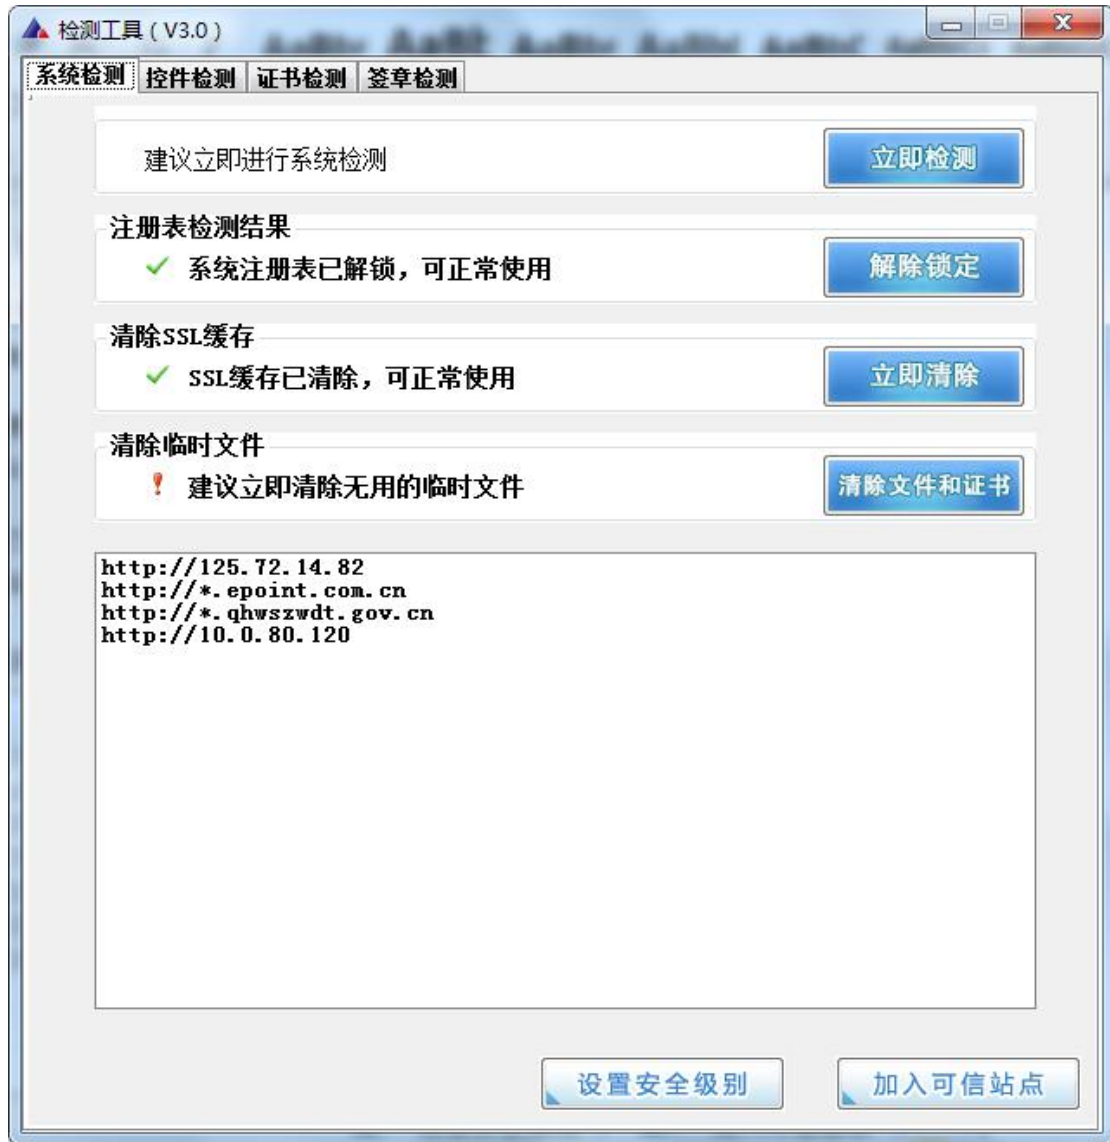 检测工具(V3.0)
系统检测 控件检测 证书检测 签章检测
建议立即进行系统检测 立即检测
注册表检测结果
系统注册表已解锁，可正常使用 解除锁定
清除SSL缓存
SSL缓存已清除，可正常使用 立即清除
清除临时文件
建议立即清除无用的临时文件 清除文件和证书
http://125.72.14.82
http://*.epoint.com.cn
http://*.qhwszwdt.gov.cn
http://10.0.80.120
设置安全级别 加入可信站点